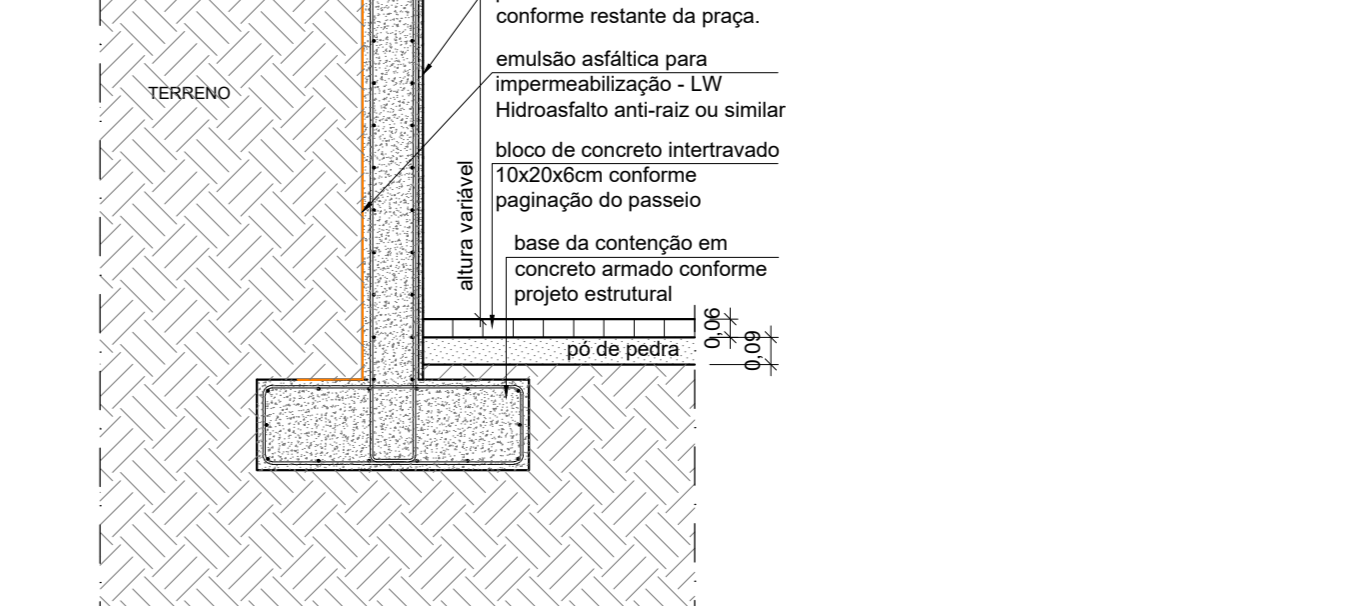 conforme restante da praça.
emulsão asfáltica para
impermeabilização - LW
Hidroasfalto anti-raiz ou similar
TERRENO
bloco de concreto intertravado
10x20x6cm conforme
paginação do passeio
altura variável
base da contenção em
concreto armado conforme
projeto estrutural
0,06
0,09
pó de pedra